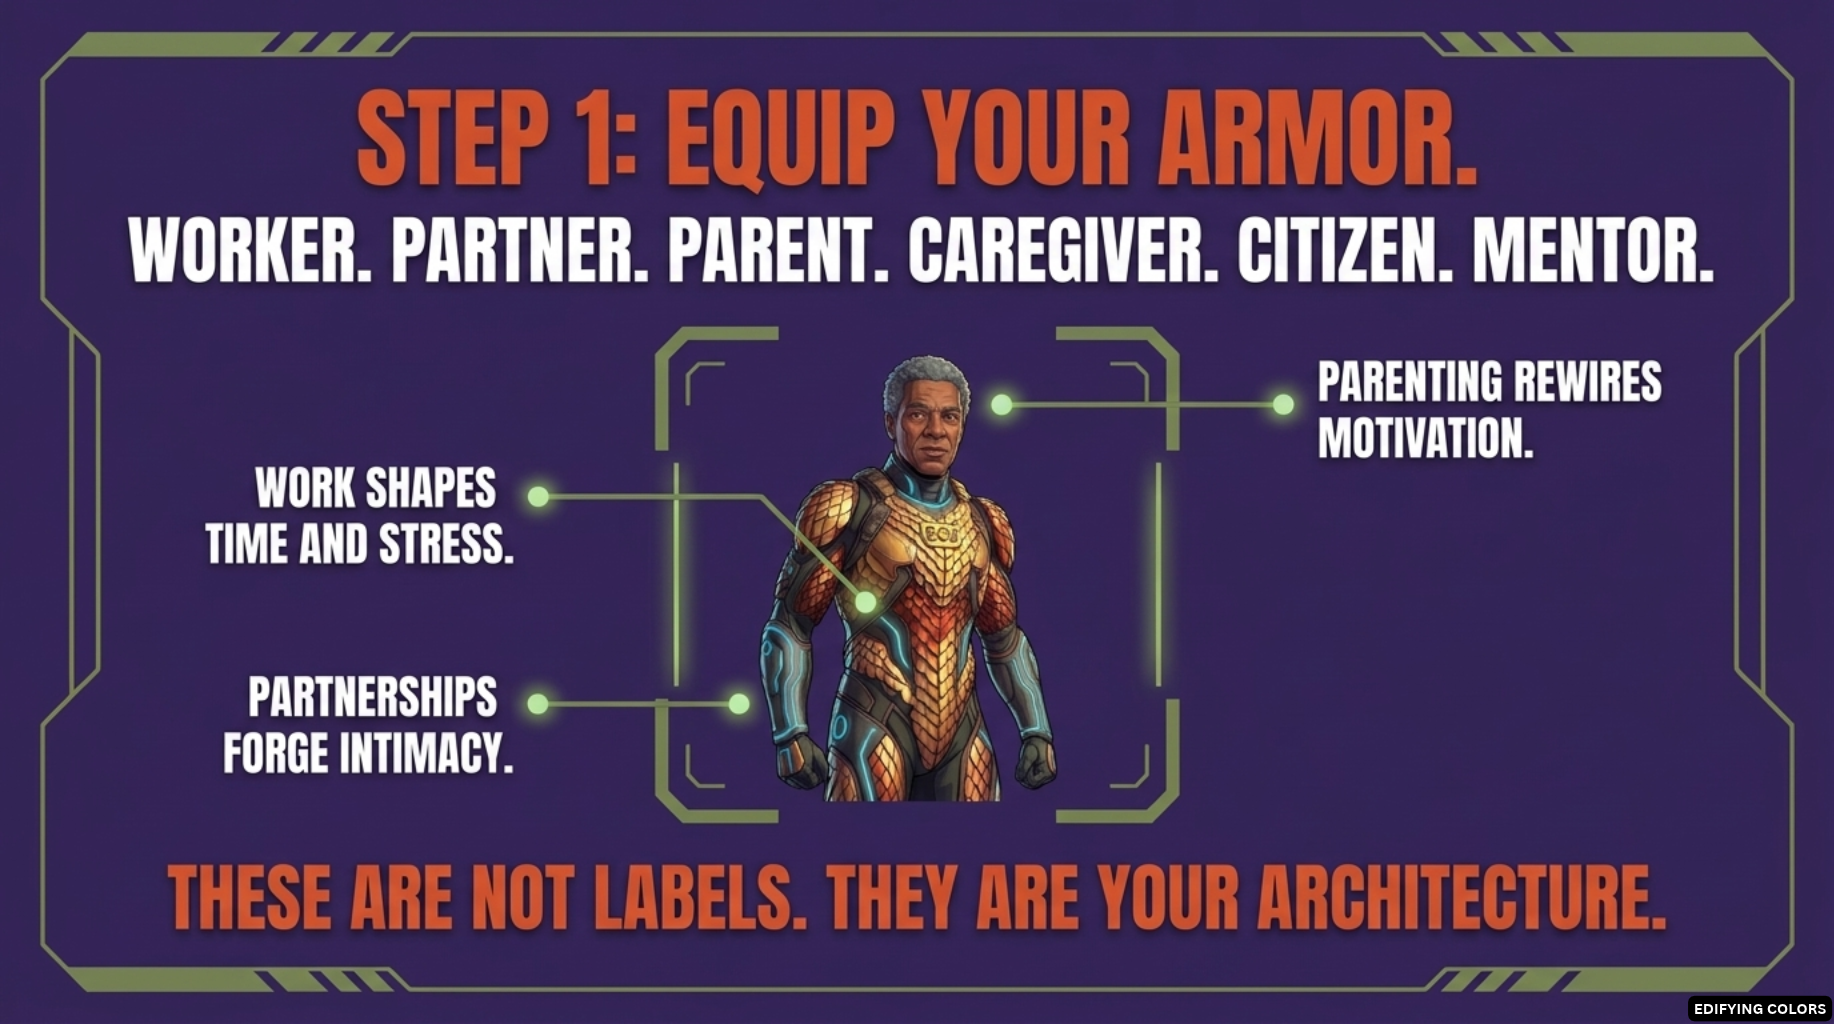 STEP 1: EQUIP YOUR ARMOR.
WORKER. PARTNER. PARENT. CAREGIVER. CITIZEN. MENTOR.
PARENTING REWIRES
MOTIVATION.
WORK SHAPES
TIME AND STRESS.
PARTNERSHIPS
FORGE INTIMACY.
THESE ARE NOT LABELS. THEY ARE YOUR ARCHITECTURE.
EDIFYING COLORS